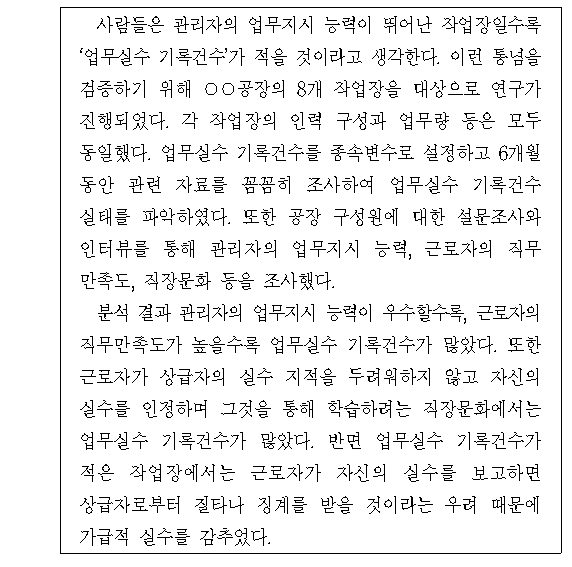 사람들은 관리자의 업무지시 능력이 뛰어난 작업장일수록
‘업무실수 기록건수’가 적을 것이라고 생각한다. 이런 통념을
검증하기 위해 ○○공장의 8개 작업장을 대상으로 연구가
진행되었다. 각 작업장의 인력 구성과 업무량 등은 모두
동일했다. 업무실수 기록건수를 종속변수로 설정하고 6개월
동안 관련 자료를 꼼꼼히 조사하여 업무실수 기록건수
실태를 파악하였다. 또한 공장 구성원에 대한 설문조사와
인터뷰를 통해 관리자의 업무지시 능력, 근로자의 직무
만족도, 직장문화 등을 조사했다.
분석 결과 관리자의 업무지시 능력이 우수할수록, 근로자의
직무만족도가 높을수록 업무실수 기록건수가 많았다. 또한
근로자가 상급자의 실수 지적을 두려워하지 않고 자신의
실수를 인정하며 그것을 통해 학습하려는 직장문화에서는
업무실수 기록건수가 많았다. 반면 업무실수 기록건수가
적은 작업장에서는 근로자가 자신의 실수를 보고하면
상급자로부터 질타나 징계를 받을 것이라는 우려 때문에
가급적 실수를 감추었다.